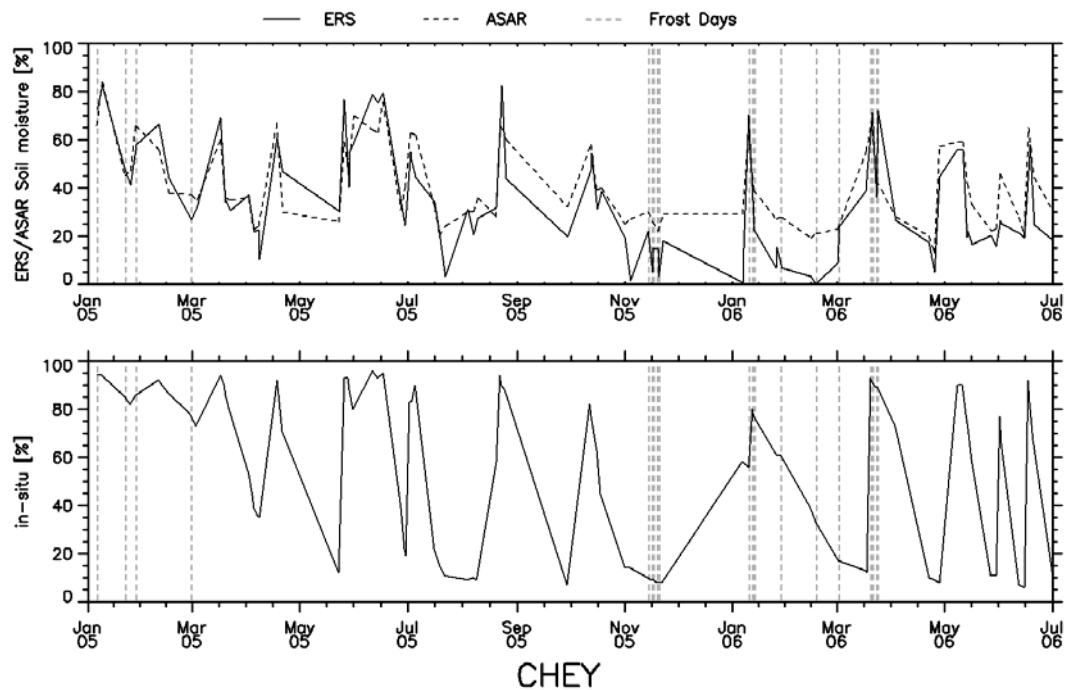 ERS ASAR Frost Days
ERS/ASAR Soil moisture [%]
100
80
60
40
20
0
Jan Mar May Jul Sep Nov Jan Mar May Jul
05 05 05 05 05 05 06 06 06 06
in-situ [%]
100
80
60
40
20
0
Jan Mar May Jul Sep Nov Jan Mar May Jul
05 05 05 05 05 05 06 06 06 06
CHEY